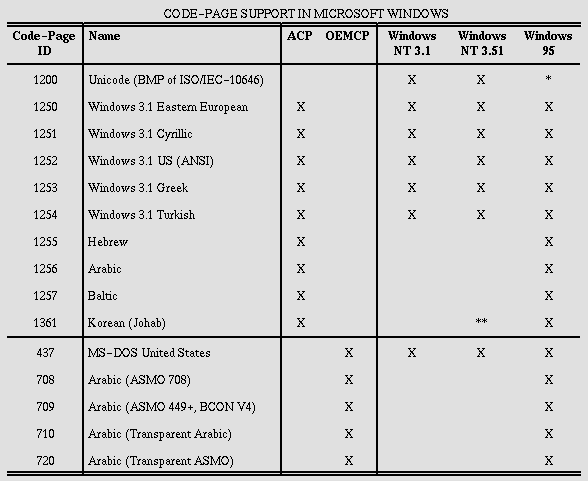 CODE-PAGE SUPPORT IN MICROSOFT WINDOWS
Code-Page ID Name ACP OEMCP Windows NT 3.1 Windows NT 3.51 Windows 95
1200 Unicode (BMP of ISO/IEC-10646) X X *
1250 Windows 3.1 Eastern European X X X X
1251 Windows 3.1 Cyrillic X X X X
1252 Windows 3.1 US (ANSI) X X X X
1253 Windows 3.1 Greek X X X X
1254 Windows 3.1 Turkish X X X X
1255 Hebrew X X
1256 Arabic X X
1257 Baltic X X
1361 Korean (Johab) X ** X
437 MS-DOS United States X X X X
708 Arabic (ASMO 708) X X
709 Arabic (ASMO 449+, BCON V4) X X
710 Arabic (Transparent Arabic) X X
720 Arabic (Transparent ASMO) X X